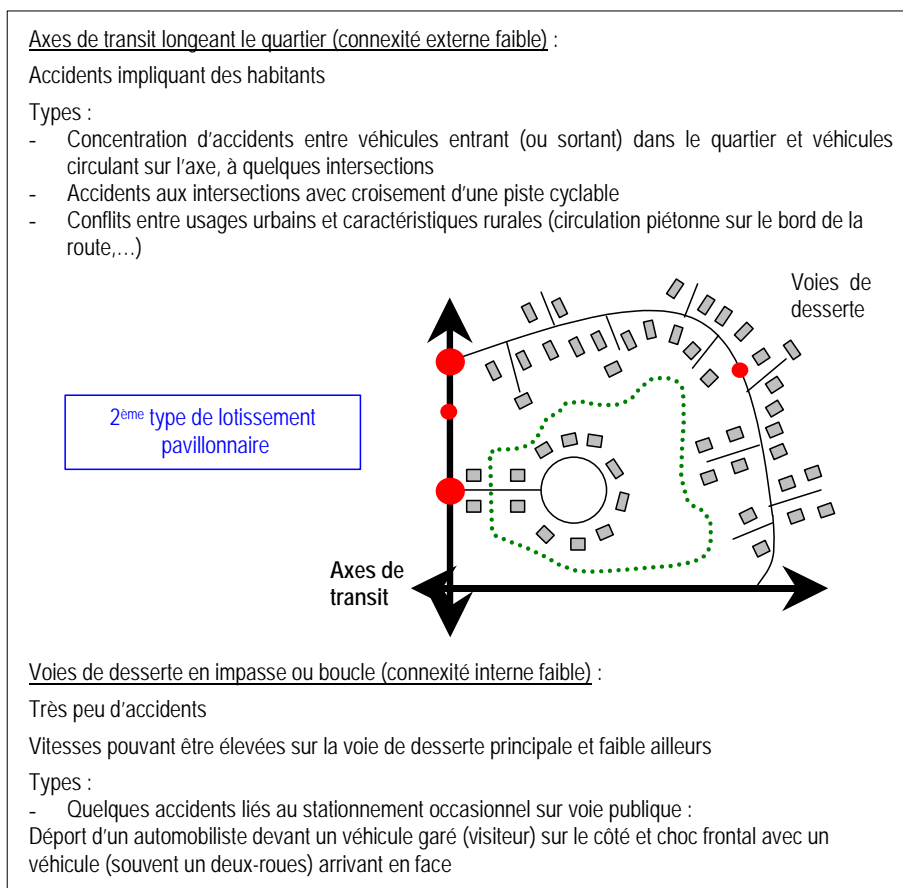 Axes de transit longeant le quartier (connexité externe faible) :
Accidents impliquant des habitants
Types :
- Concentration d'accidents entre véhicules entrant (ou sortant) dans le quartier et véhicules
circulant sur l'axe, à quelques intersections
- Accidents aux intersections avec croisement d'une piste cyclable
- Conflits entre usages urbains et caractéristiques rurales (circulation piétonne sur le bord de la
route,…)
Voies de
desserte
2ème type de lotissement
pavillonnaire
Axes de
transit
Voies de desserte en impasse ou boucle (connexité interne faible) :
Très peu d'accidents
Vitesses pouvant être élevées sur la voie de desserte principale et faible ailleurs
Types :
- Quelques accidents liés au stationnement occasionnel sur voie publique :
Déport d'un automobiliste devant un véhicule garé (visiteur) sur le côté et choc frontal avec un
véhicule (souvent un deux-roues) arrivant en face